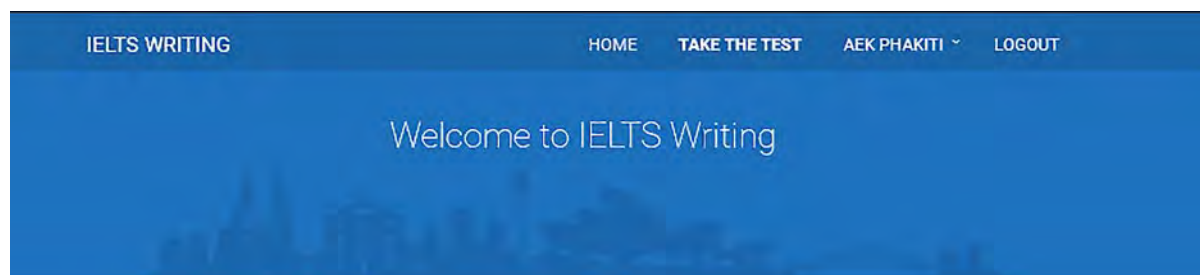 IELTS WRITING HOME TAKE THE TEST AEK PHAKITI LOGOUT
Welcome to IELTS Writing